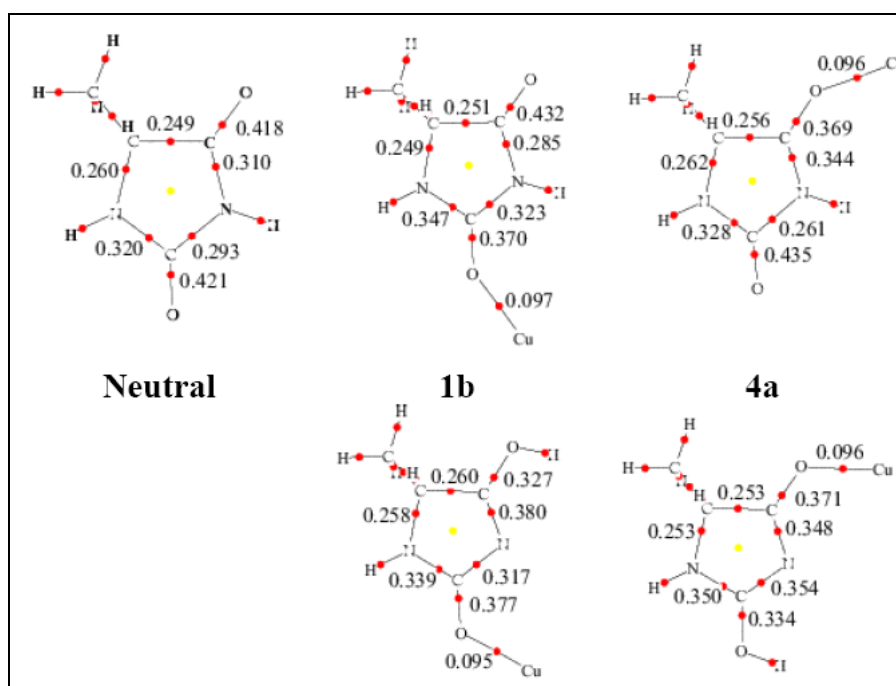 H
H C
O
H
0.249
0.418
C
0.260
0.310
N
N
H
0.320
0.293
C
0.421
O
Neutral
H C
O
H
0.251
0.432
C
C
0.249
0.285
N
N
H
0.347
0.323
C
0.370
O
0.097
Cu
1b
H
H C
0.096
O
C
H
0.256
0.369
C
C
0.262
0.344
N
N
H
0.328
0.261
C
0.435
O
4a
H
H C
O
H
0.260
0.327
C
C
0.258
0.380
N
H
0.339
0.317
C
0.377
O
0.095
Cu
H
H C
0.096
O
Cu
H
0.253
0.371
C
C
0.253
0.348
N
N
H
0.350
0.354
C
0.334
O